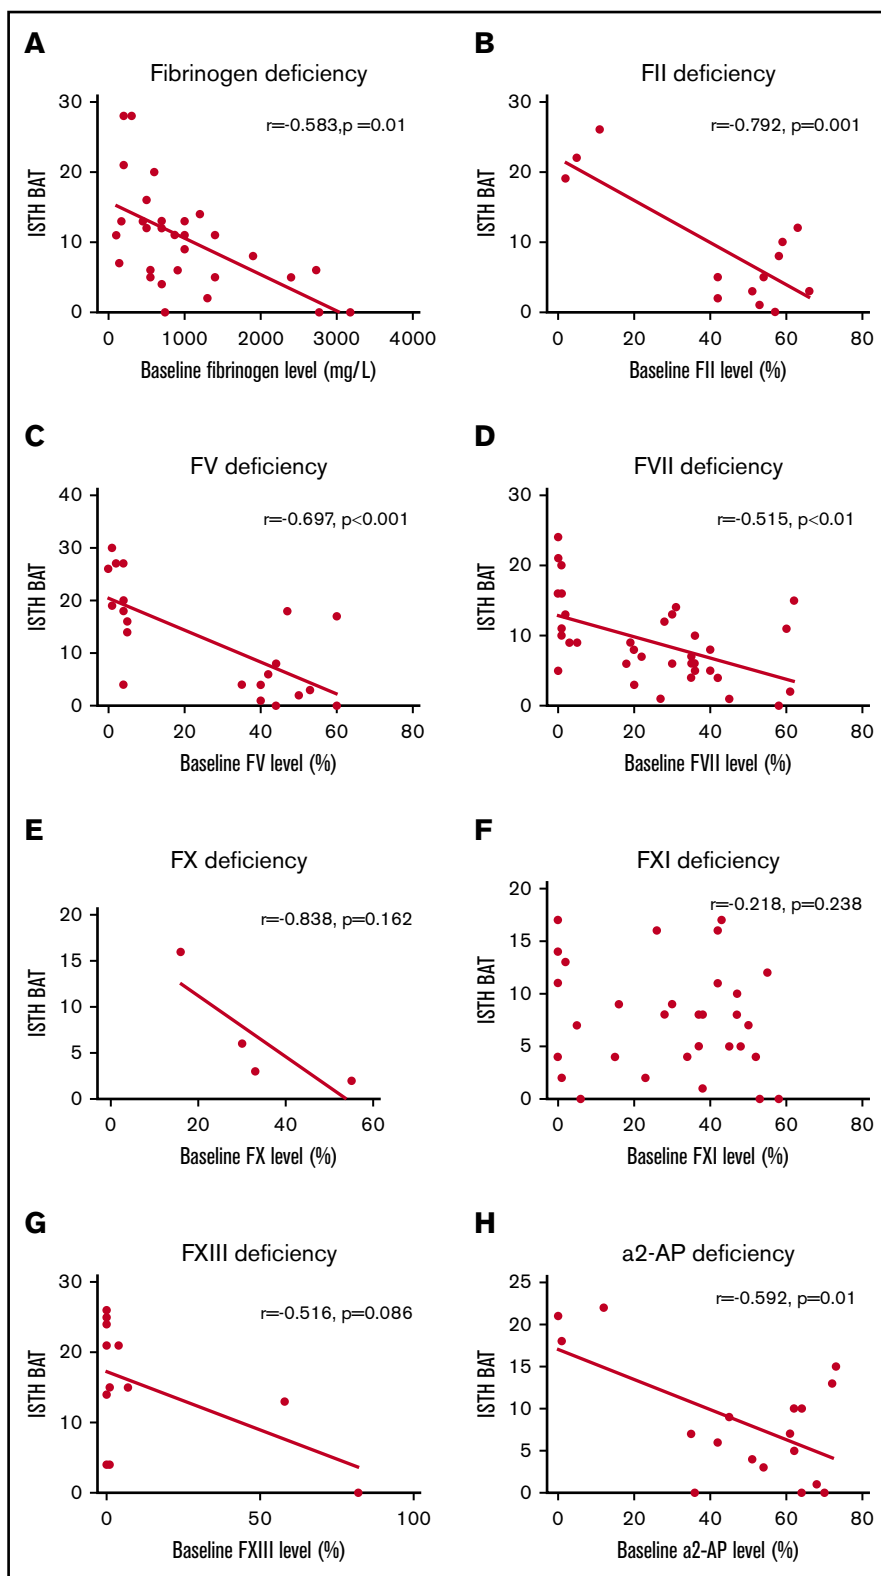 A
Fibrinogen deficiency
r=-0.583,p =0.01
30
20
10
0
ISTH BAT
0 1000 2000 3000 4000
Baseline fibrinogen level (mg/L)
B
FII deficiency
r=-0.792, p=0.001
30
20
10
0
ISTH BAT
0 20 40 60 80
Baseline FII level (%)
C
FV deficiency
r=-0.697, p<0.001
40
30
20
10
0
ISTH BAT
0 20 40 60 80
Baseline FV level (%)
D
FVII deficiency
r=-0.515, p<0.01
30
20
10
0
ISTH BAT
0 20 40 60 80
Baseline FVII level (%)
E
FX deficiency
r=-0.838, p=0.162
20
15
10
5
0
ISTH BAT
0 20 40 60
Baseline FX level (%)
F
FXI deficiency
r=-0.218, p=0.238
20
15
10
5
0
ISTH BAT
0 20 40 60 80
Baseline FXI level (%)
G
FXIII deficiency
r=-0.516, p=0.086
30
20
10
0
ISTH BAT
0 50 100
Baseline FXIII level (%)
H
a2-AP deficiency
r=-0.592, p=0.01
25
20
15
10
5
0
ISTH BAT
0 20 40 60 80
Baseline a2-AP level (%)